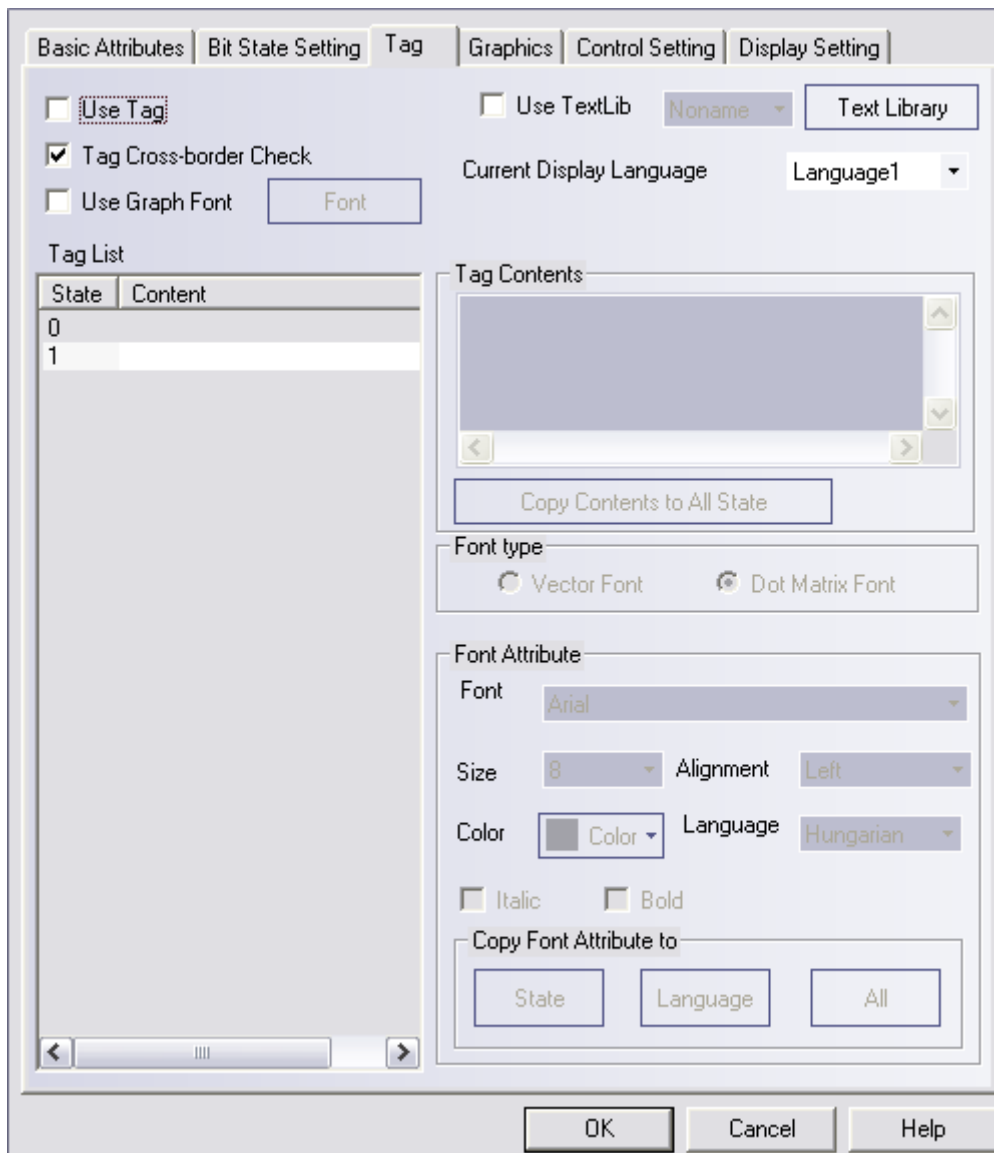 Basic Attributes Bit State Setting Tag Graphics Control Setting Display Setting
Use Tag
Use TextLib Noname Text Library
Tag Cross-border Check
Current Display Language Language1
Use Graph Font Font
Tag List
State Content
0
1
Tag Contents
Copy Contents to All State
Font type
Vector Font Dot Matrix Font
Font Attribute
Font Arial
Size 8 Alignment Left
Color Color Language Hungarian
Italic Bold
Copy Font Attribute to
State Language All
OK Cancel Help